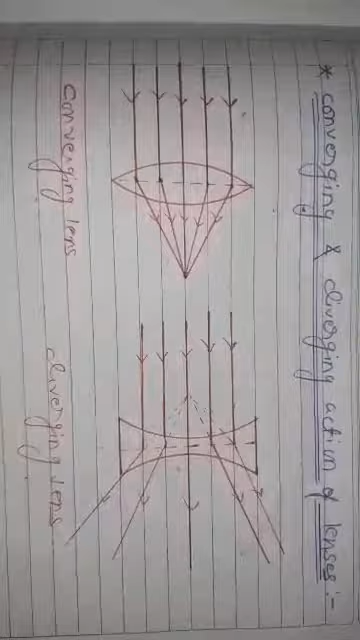 * converging & diverging action of lenses:-
converging lens
diverging lens